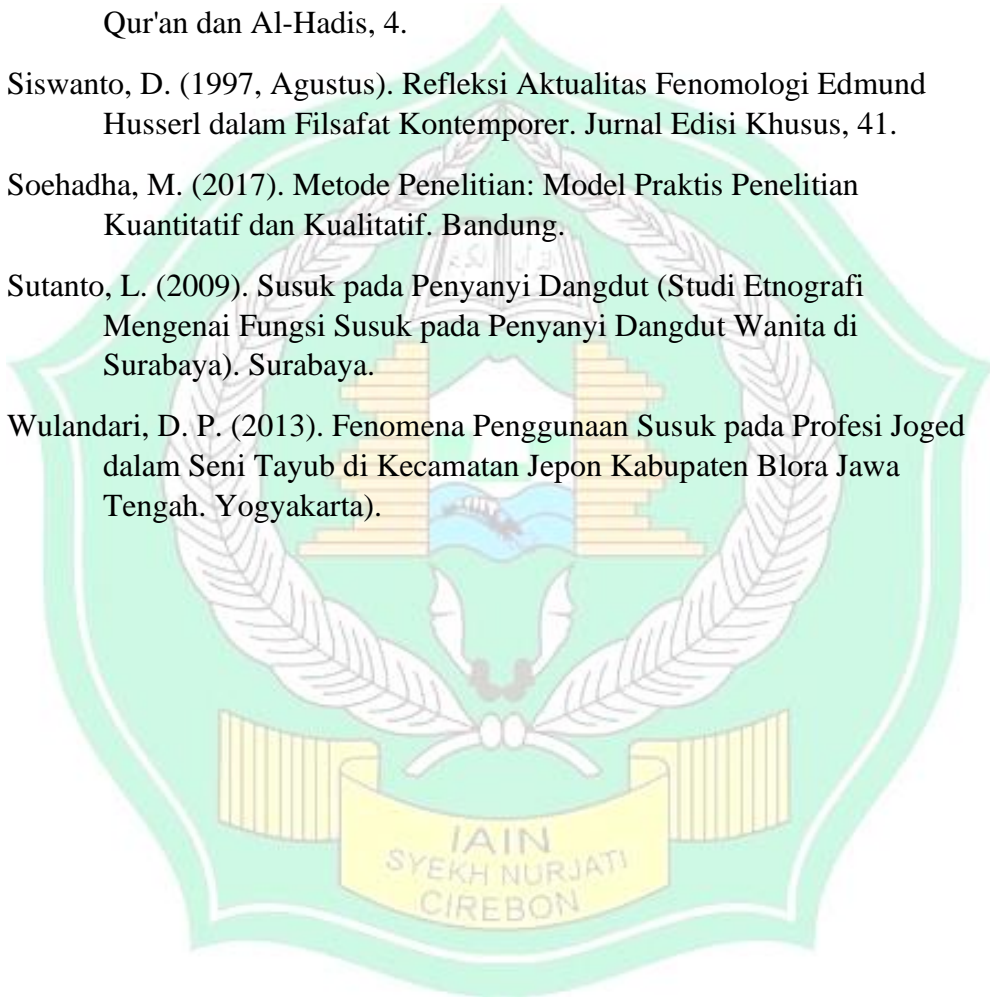 Qur'an dan Al-Hadis, 4.
Siswanto, D. (1997, Agustus). Refleksi Aktualitas Fenomologi Edmund
Husserl dalam Filsafat Kontemporer. Jurnal Edisi Khusus, 41.
Soehadha, M. (2017). Metode Penelitian: Model Praktis Penelitian
Kuantitatif dan Kualitatif. Bandung.
Sutanto, L. (2009). Susuk pada Penyanyi Dangdut (Studi Etnografi
Mengenai Fungsi Susuk pada Penyanyi Dangdut Wanita di
Surabaya). Surabaya.
Wulandari, D. P. (2013). Fenomena Penggunaan Susuk pada Profesi Joged
dalam Seni Tayub di Kecamatan Jepon Kabupaten Blora Jawa
Tengah. Yogyakarta).
IAIN
SYEKH NURJATI
CIREBON